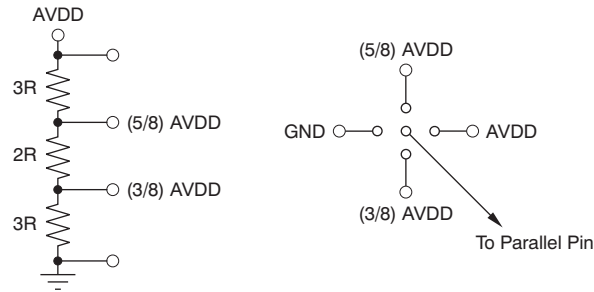 AVDD
3R
(5/8) AVDD
2R
(3/8) AVDD
3R
(5/8) AVDD
GND
AVDD
(3/8) AVDD
To Parallel Pin